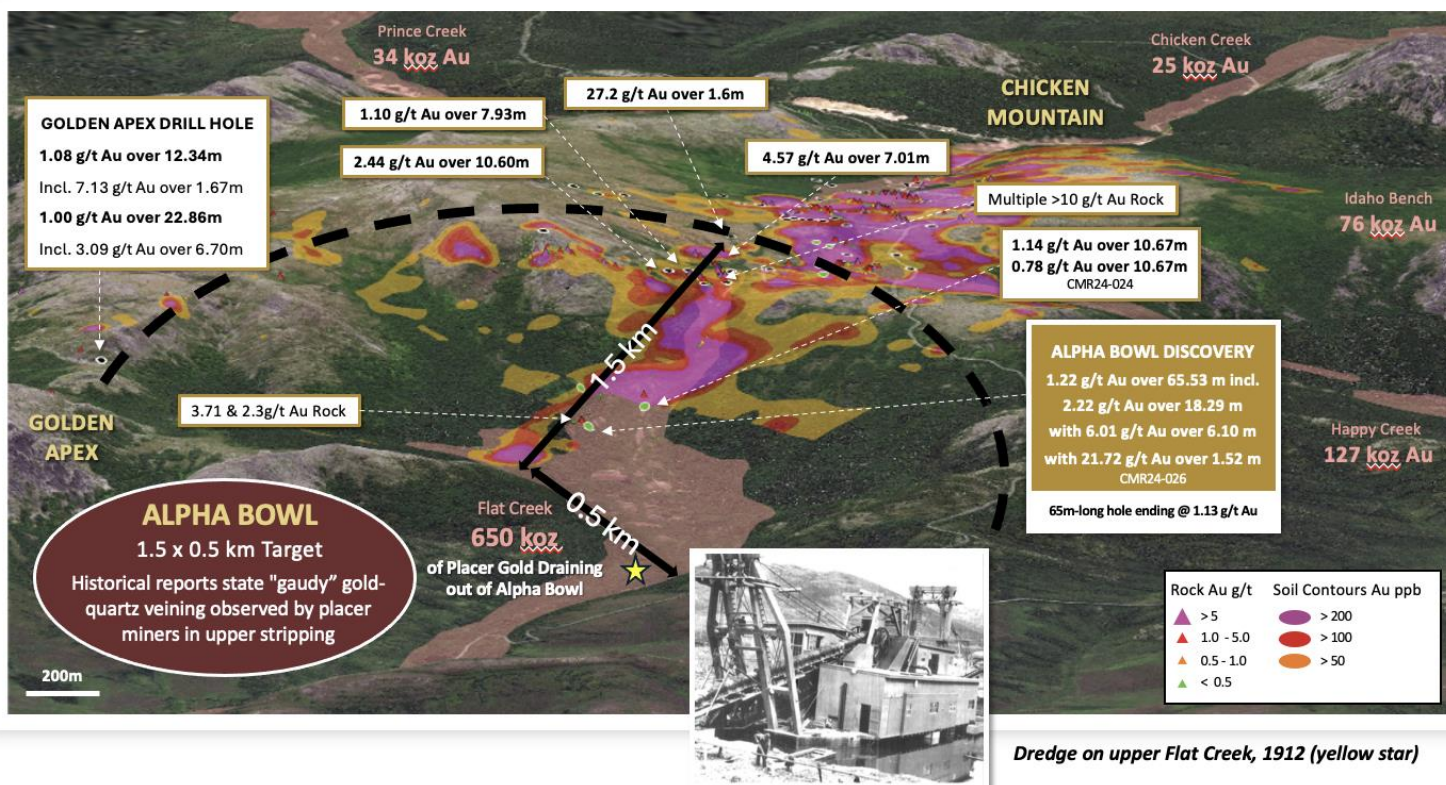 Prince Creek
34 koz Au
Chicken Creek
25 koz Au
CHICKEN
MOUNTAIN
27.2 g/t Au over 1.6m
1.10 g/t Au over 7.93m
2.44 g/t Au over 10.60m
4.57 g/t Au over 7.01m
GOLDEN APEX DRILL HOLE
1.08 g/t Au over 12.34m
Incl. 7.13 g/t Au over 1.67m
1.00 g/t Au over 22.86m
Incl. 3.09 g/t Au over 6.70m
Multiple >10 g/t Au Rock
Idaho Bench
76 koz Au
1.14 g/t Au over 10.67m
0.78 g/t Au over 10.67m
CMR24-024
ALPHA BOWL DISCOVERY
1.22 g/t Au over 65.53 m incl.
2.22 g/t Au over 18.29 m
with 6.01 g/t Au over 6.10 m
with 21.72 g/t Au over 1.52 m
CMR24-026
65m-long hole ending @ 1.13 g/t Au
1.5 km
3.71 & 2.3g/t Au Rock
GOLDEN
APEX
Happy Creek
127 koz Au
0.5 km
Flat Creek
650 koz
of Placer Gold Draining
out of Alpha Bowl
ALPHA BOWL
1.5 x 0.5 km Target
Historical reports state "gaudy” gold-
quartz veining observed by placer
miners in upper stripping
200m
Rock Au g/t
> 5
1.0 - 5.0
0.5 - 1.0
< 0.5
Soil Contours Au ppb
> 200
> 100
> 50
Dredge on upper Flat Creek, 1912 (yellow star)